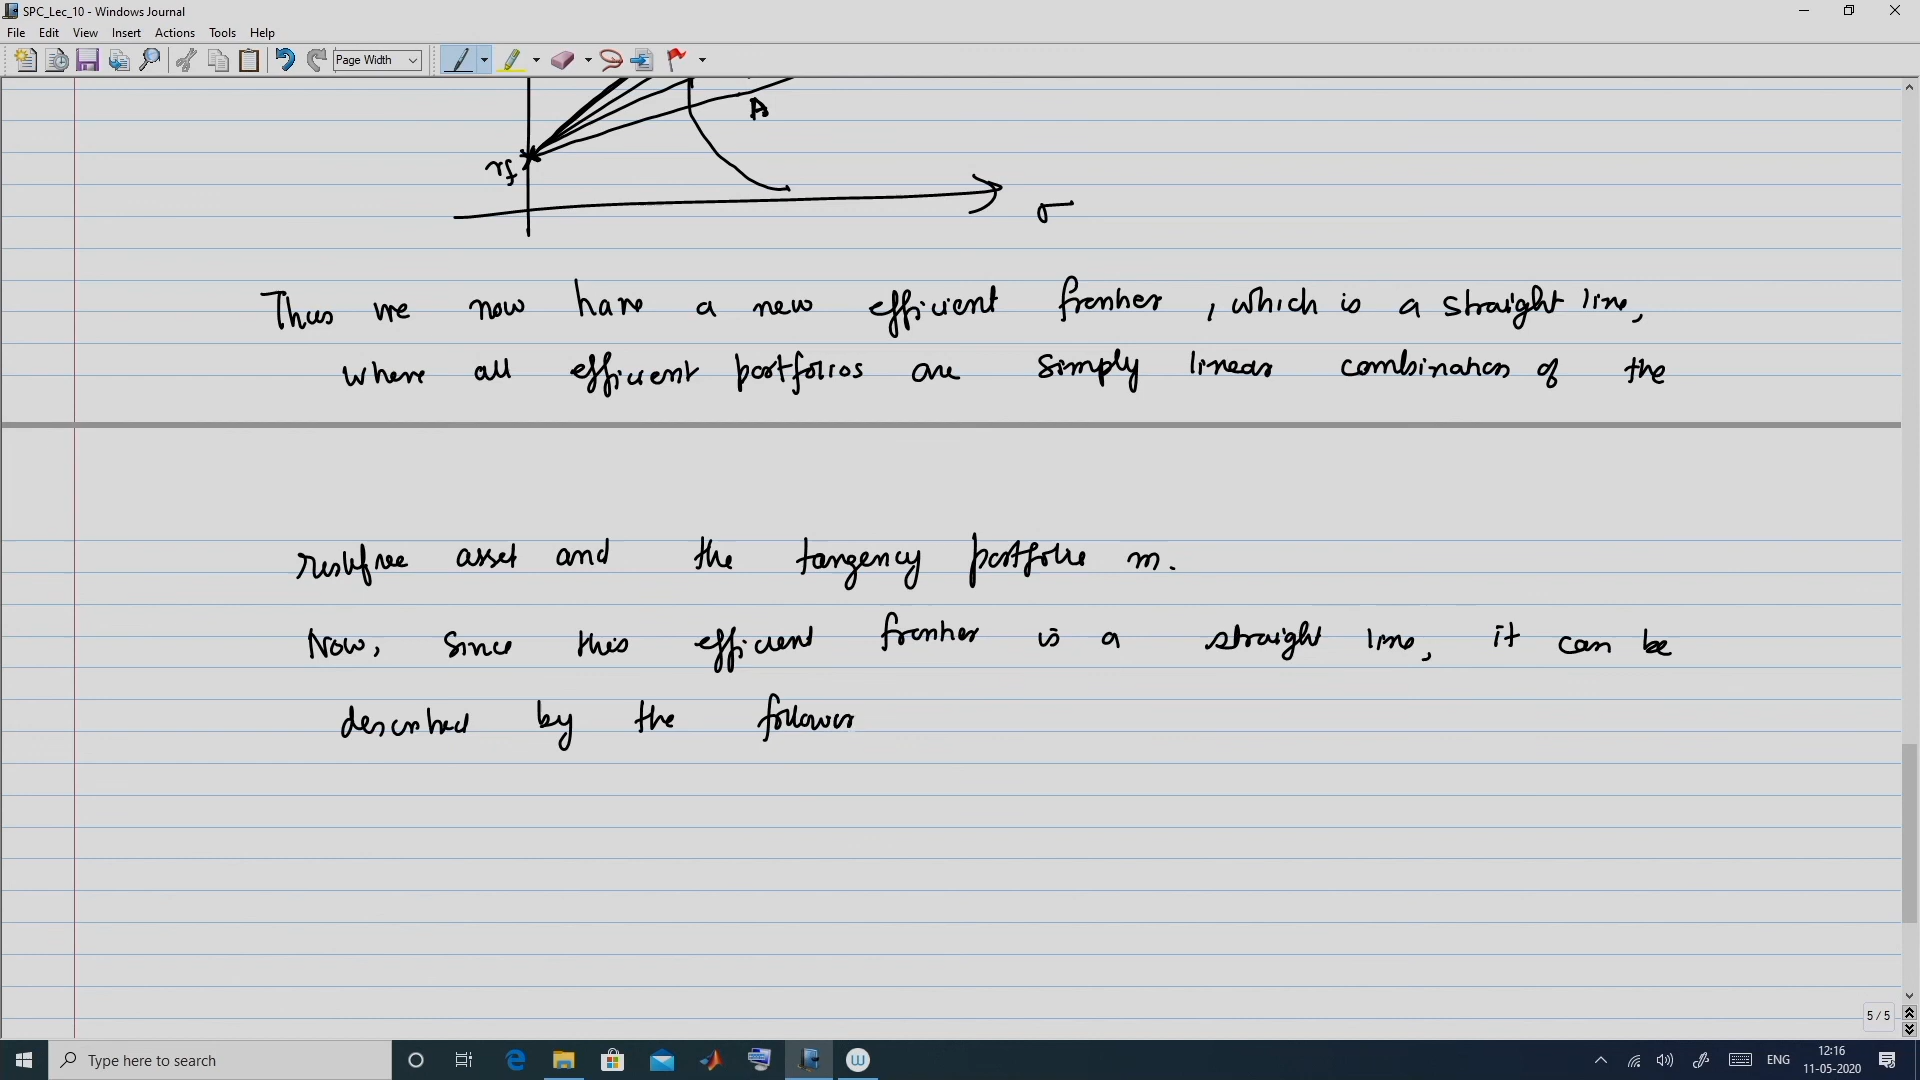 SPC_Lec_10 - Windows Journal
File Edit View Insert Actions Tools Help
Page Width
A
rf
σ
Thus we now have a new efficient frontier, which is a straight line,
where all efficient portfolios are simply linear combination of the
riskfree asset and the tangency portfolio m.
Now, since this efficient frontier is a straight line, it can be
described by the followin
5 / 5
Type here to search
ENG
12:16
11-05-2020